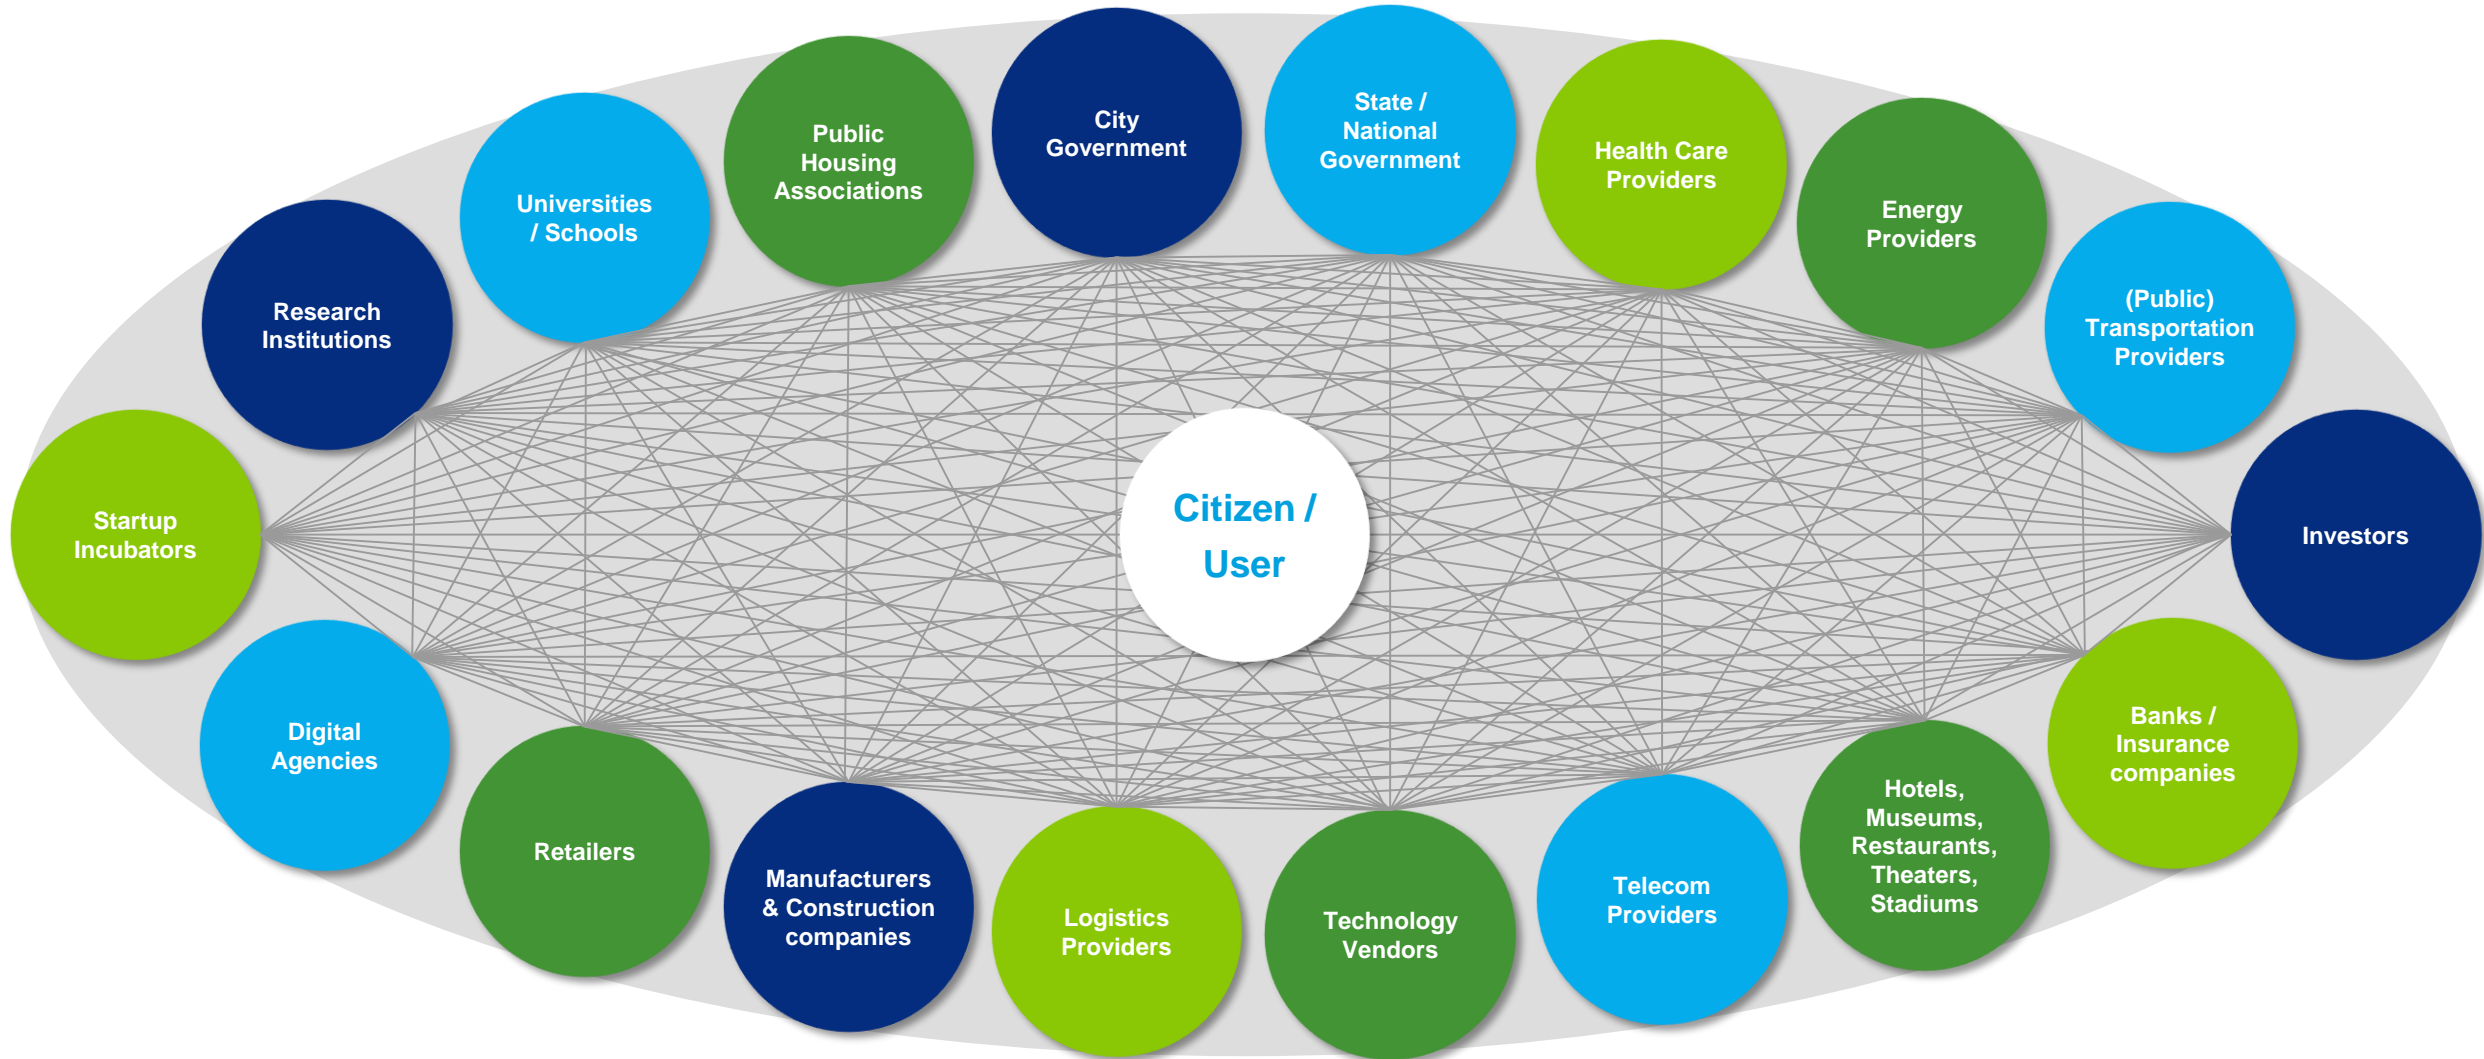 City
Government
State /
National
Government
Public
Housing
Associations
Health Care
Providers
Universities
/ Schools
Energy
Providers
Research
Institutions
(Public)
Transportation
Providers
Startup
Incubators
Citizen /
User
Investors
Digital
Agencies
Banks /
Insurance
companies
Retailers
Hotels,
Museums,
Restaurants,
Theaters,
Stadiums
Manufacturers
& Construction
companies
Logistics
Providers
Technology
Vendors
Telecom
Providers